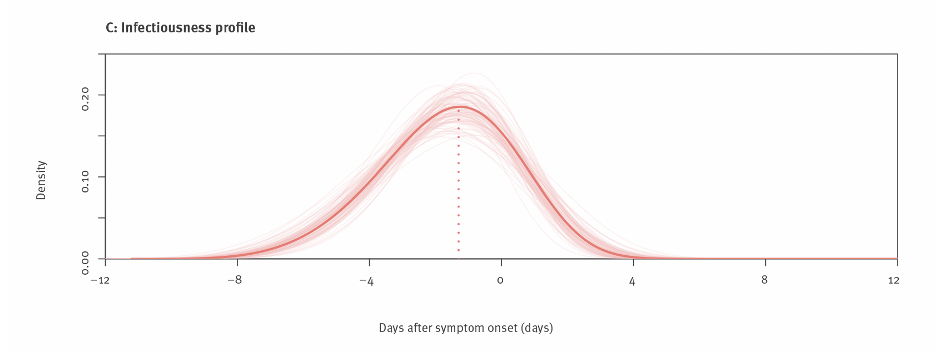 C: Infectiousness profile
0.20
0.10
0.00
Density
−12 −8 −4 0 4 8 12
Days after symptom onset (days)